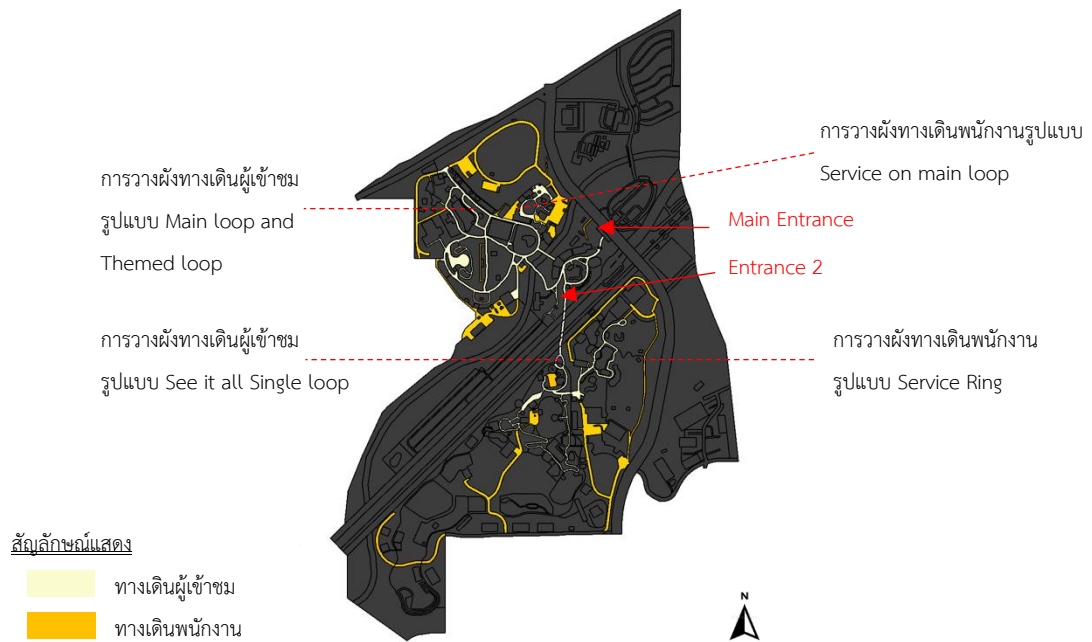 การวางผังทางเดินพนักงานรูปแบบ
Service on main loop
การวางผังทางเดินผู้เข้าชม
รูปแบบ Main loop and
Themed loop
Main Entrance
Entrance 2
การวางผังทางเดินผู้เข้าชม
รูปแบบ See it all Single loop
การวางผังทางเดินพนักงาน
รูปแบบ Service Ring
สัญลักษณ์แสดง
ทางเดินผู้เข้าชม
ทางเดินพนักงาน
N